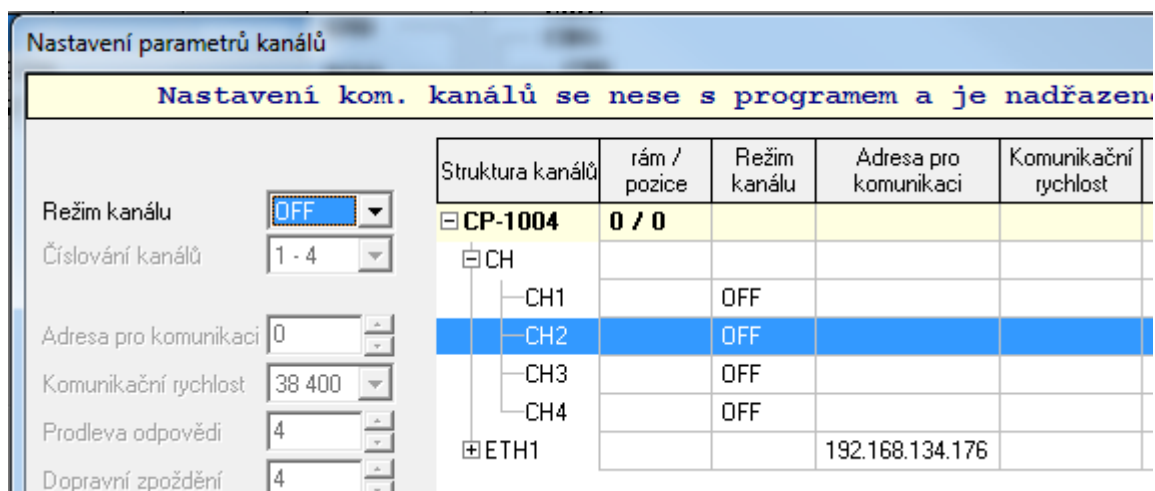 Nastavení parametrů kanálů
Nastavení kom. kanálů se nese s programem a je nadřazen
Režim kanálu OFF
Číslování kanálů 1 - 4
Adresa pro komunikaci 0
Komunikační rychlost 38 400
Prodleva odpovědi 4
Dopravní zpoždění 4
Struktura kanálů rám / pozice Režim kanálu Adresa pro komunikaci Komunikační rychlost
CP-1004 0 / 0
CH
CH1 OFF
CH2 OFF
CH3 OFF
CH4 OFF
ETH1 192.168.134.176